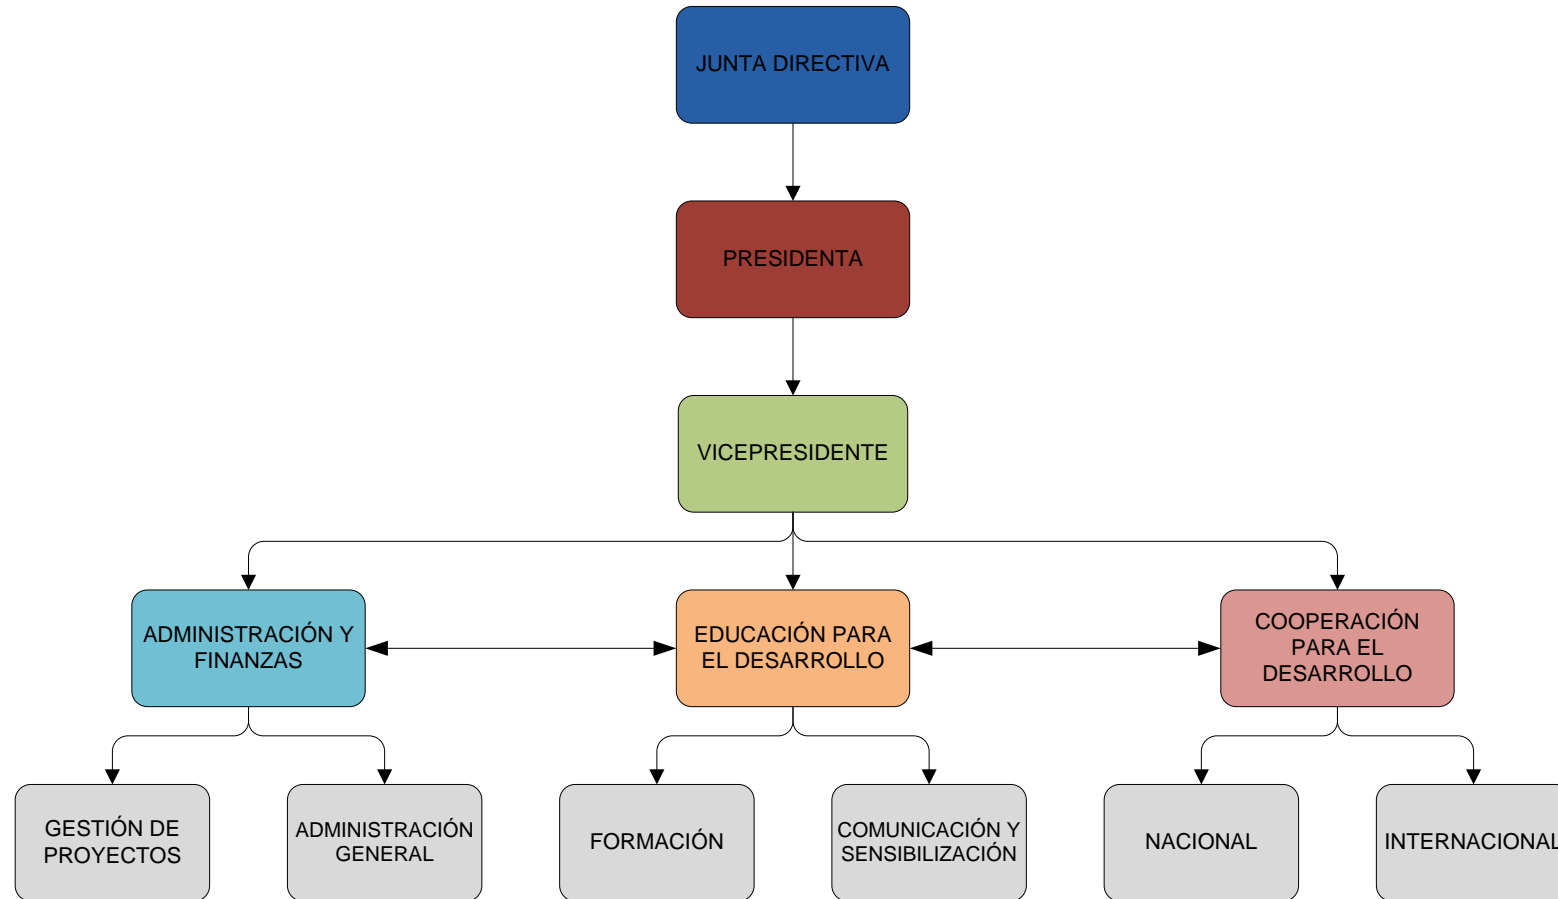 JUNTA DIRECTIVA
PRESIDENTA
VICEPRESIDENTE
ADMINISTRACIÓN Y
FINANZAS
EDUCACIÓN PARA
EL DESARROLLO
COOPERACIÓN
PARA EL
DESARROLLO
GESTIÓN DE
PROYECTOS
ADMINISTRACIÓN
GENERAL
FORMACIÓN
COMUNICACIÓN Y
SENSIBILIZACIÓN
NACIONAL
INTERNACIONAL